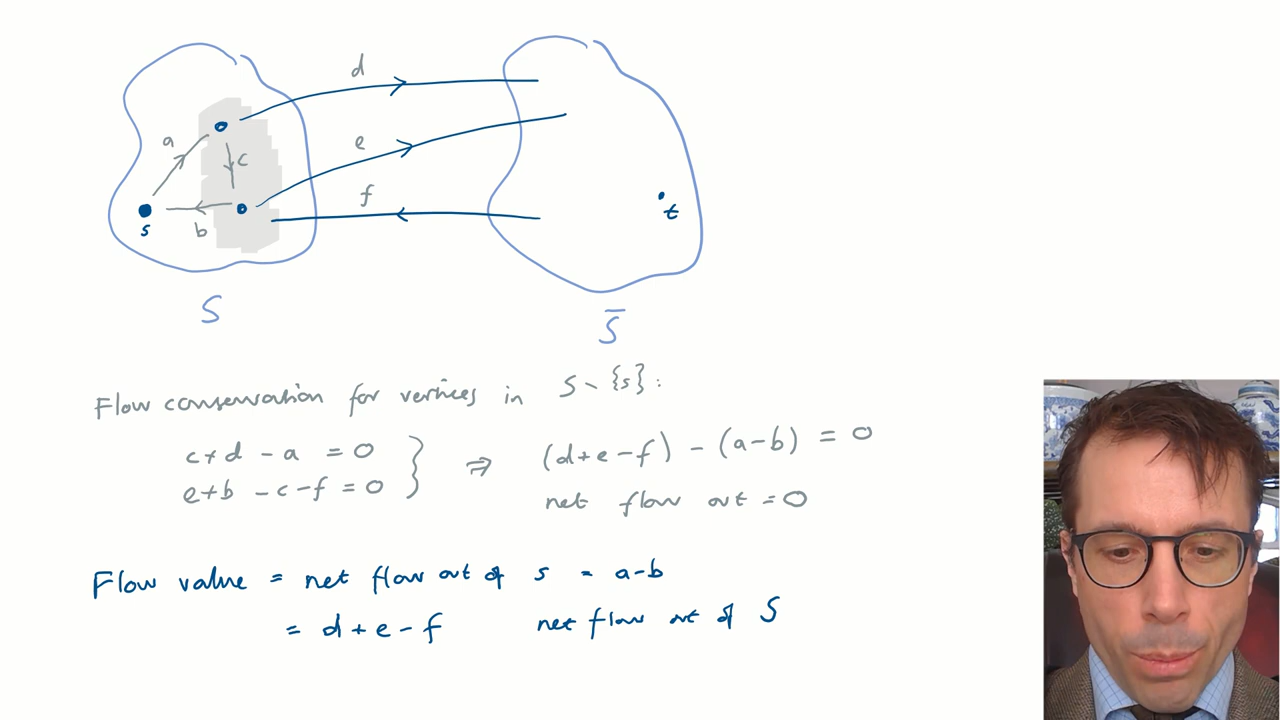 d
a
c
e
f
s
b
t
S
S̅
Flow conservation for vertices in S \ {s}:
c+d - a = 0
e+b - c - f = 0
⇒ (d+e-f) - (a-b) = 0
net flow out = 0
Flow value = net flow out of s = a-b
= d+e-f net flow out of S